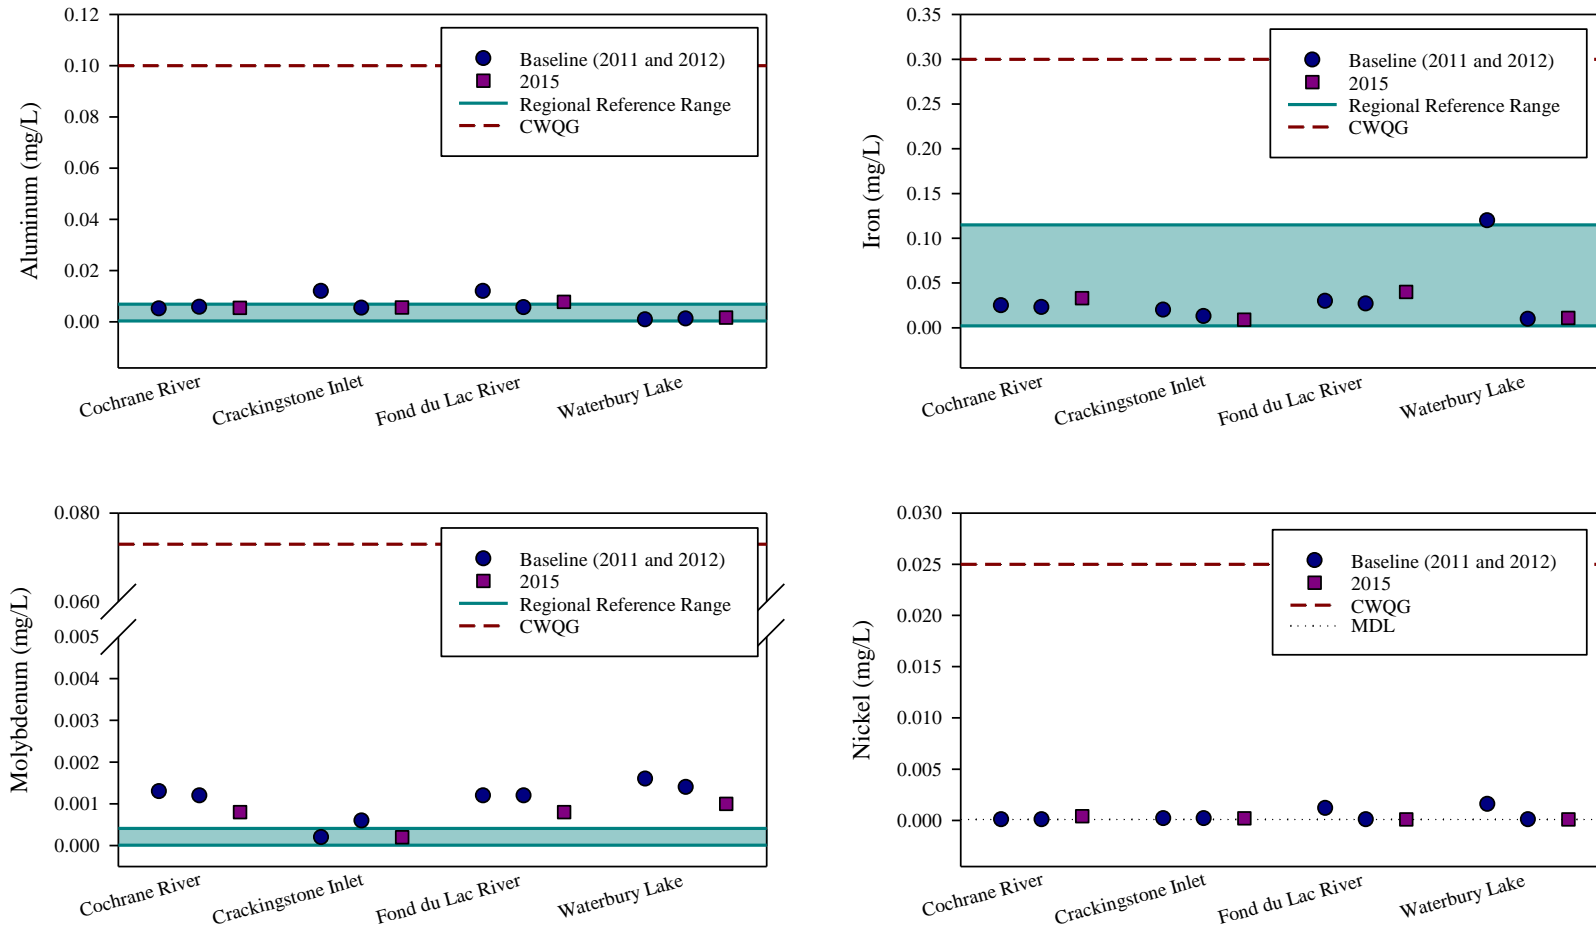 0.12
0.10
0.08
0.06
0.04
0.02
0.00
Aluminum (mg/L)
Baseline (2011 and 2012)
2015
Regional Reference Range
CWQG
Cochrane River
Crackingstone Inlet
Fond du Lac River
Waterbury Lake
0.35
0.30
0.25
0.20
0.15
0.10
0.05
0.00
Iron (mg/L)
Baseline (2011 and 2012)
2015
Regional Reference Range
CWQG
Cochrane River
Crackingstone Inlet
Fond du Lac River
Waterbury Lake
0.080
0.060
0.005
0.004
0.003
0.002
0.001
0.000
Molybdenum (mg/L)
Baseline (2011 and 2012)
2015
Regional Reference Range
CWQG
Cochrane River
Crackingstone Inlet
Fond du Lac River
Waterbury Lake
0.030
0.025
0.020
0.015
0.010
0.005
0.000
Nickel (mg/L)
Baseline (2011 and 2012)
2015
CWQG
MDL
Cochrane River
Crackingstone Inlet
Fond du Lac River
Waterbury Lake